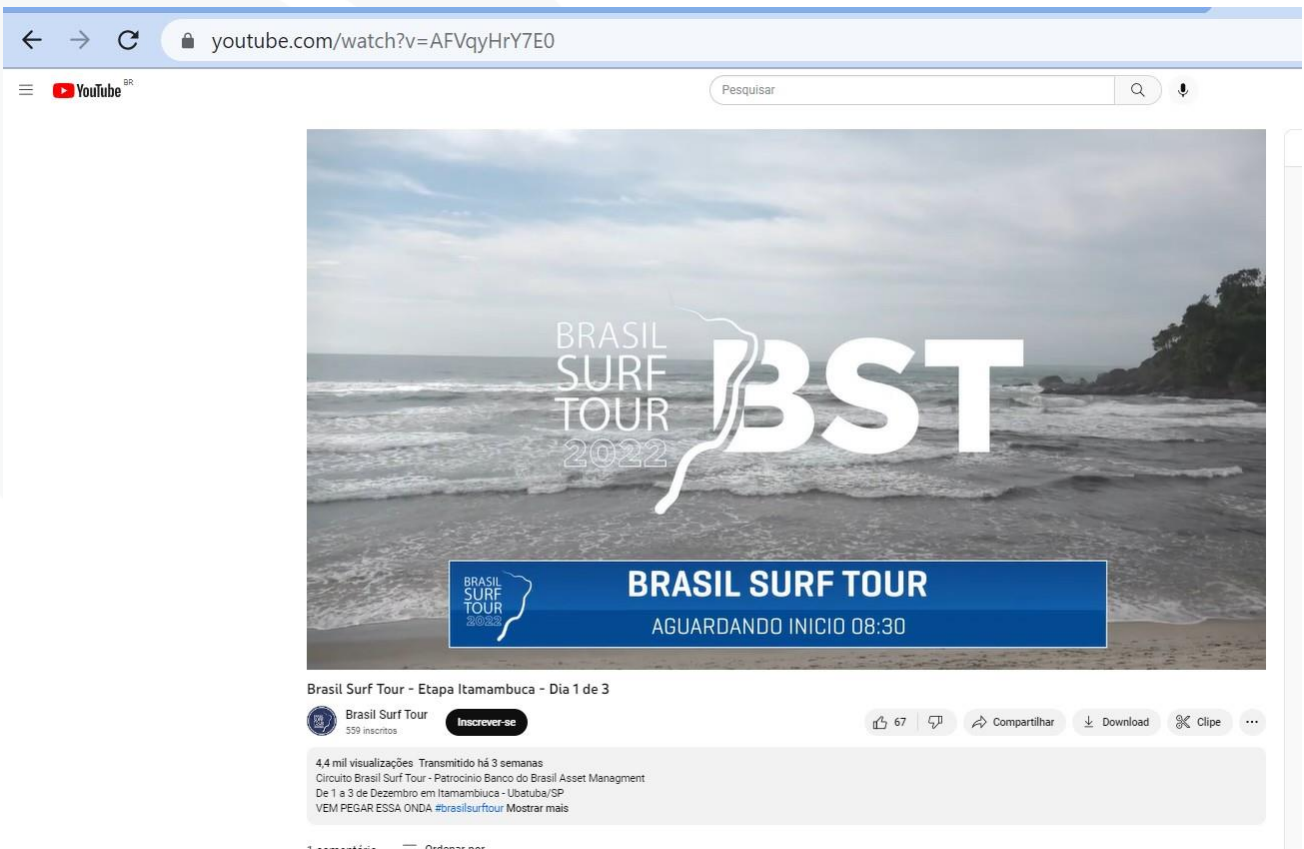 youtube.com/watch?v=AFVqyHrY7E0
YouTube BR
Pesquisar
BRASIL
SURF
TOUR
2022
BST
BRASIL
SURF
TOUR
2022
BRASIL SURF TOUR
AGUARDANDO INICIO 08:30
Brasil Surf Tour - Etapa Itamambuca - Dia 1 de 3
Brasil Surf Tour
559 inscritos
Inscrever-se
67
Compartilhar
Download
Clipe
4,4 mil visualizações Transmitido há 3 semanas
Circuito Brasil Surf Tour - Patrocinio Banco do Brasil Asset Managment
De 1 a 3 de Dezembro em Itamambiuca - Ubatuba/SP
VEM PEGAR ESSA ONDA #brasilsurftour Mostrar mais
1 comentário Ordenar por